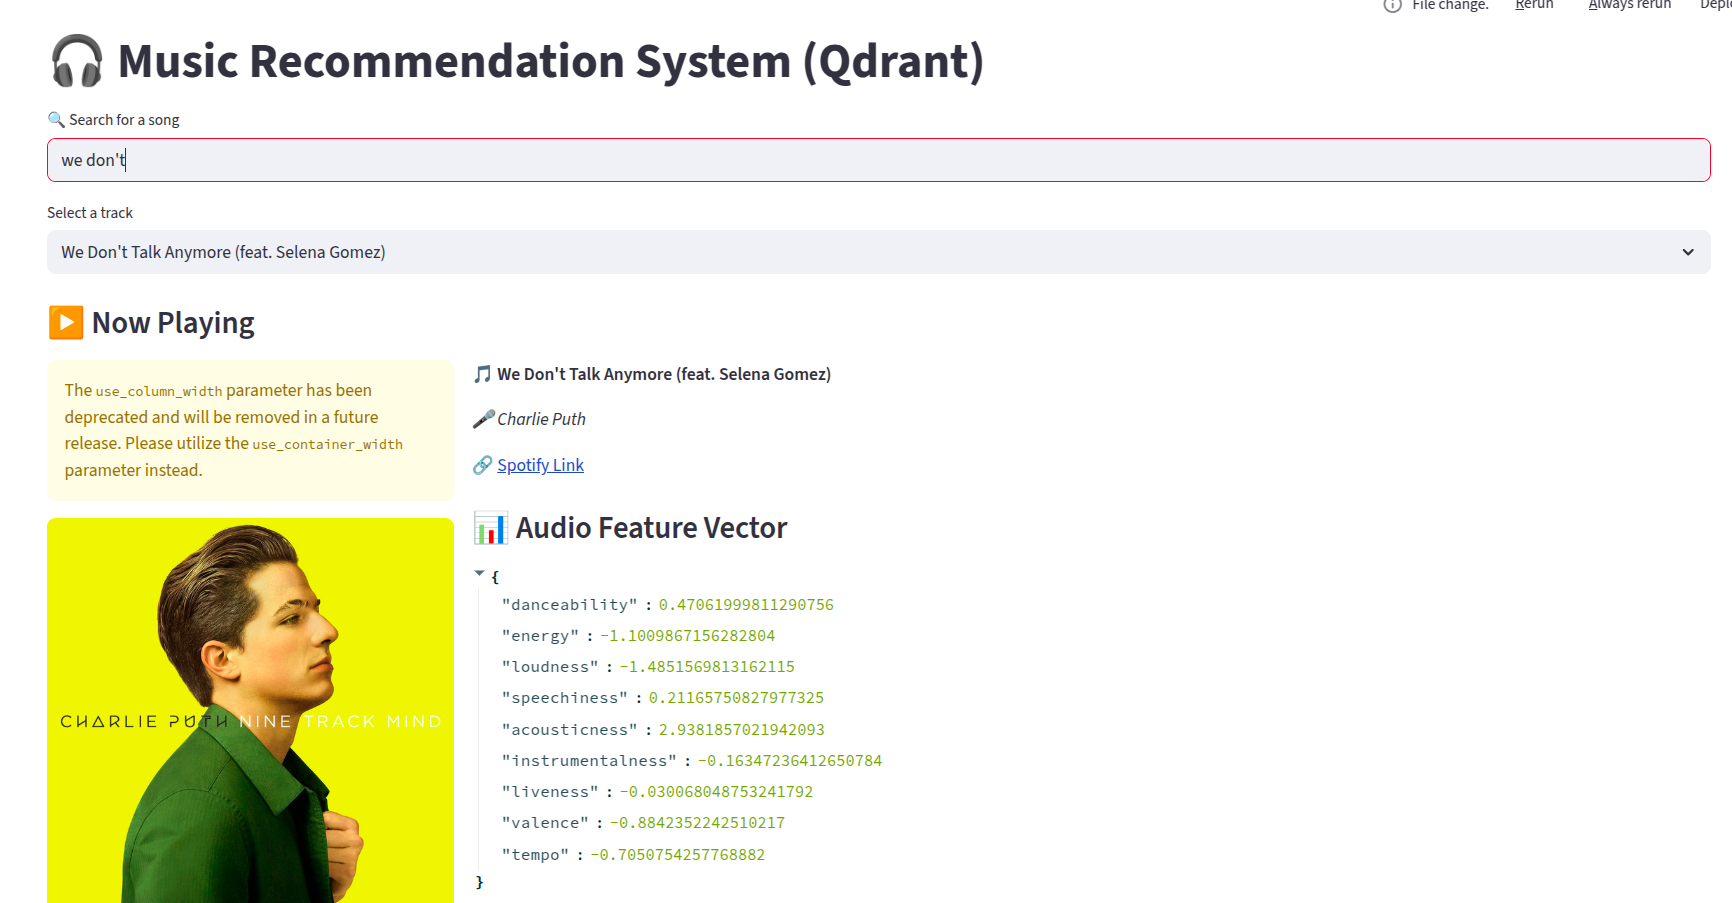 File change. Rerun Always rerun
Music Recommendation System (Qdrant)
Search for a song
we don't
Select a track
We Don't Talk Anymore (feat. Selena Gomez)
Now Playing
The use_column_width parameter has been
deprecated and will be removed in a future
release. Please utilize the use_container_width
parameter instead.
We Don't Talk Anymore (feat. Selena Gomez)
Charlie Puth
Spotify Link
CHARLIE PUTH NINE TRACK MIND
Audio Feature Vector
{
"danceability" : 0.47061999811290756
"energy" : -1.1009867156282804
"loudness" : -1.4851569813162115
"speechiness" : 0.21165750827977325
"acousticness" : 2.9381857021942093
"instrumentalness" : -0.16347236412650784
"liveness" : -0.030068048753241792
"valence" : -0.8842352242510217
"tempo" : -0.7050754257768882
}